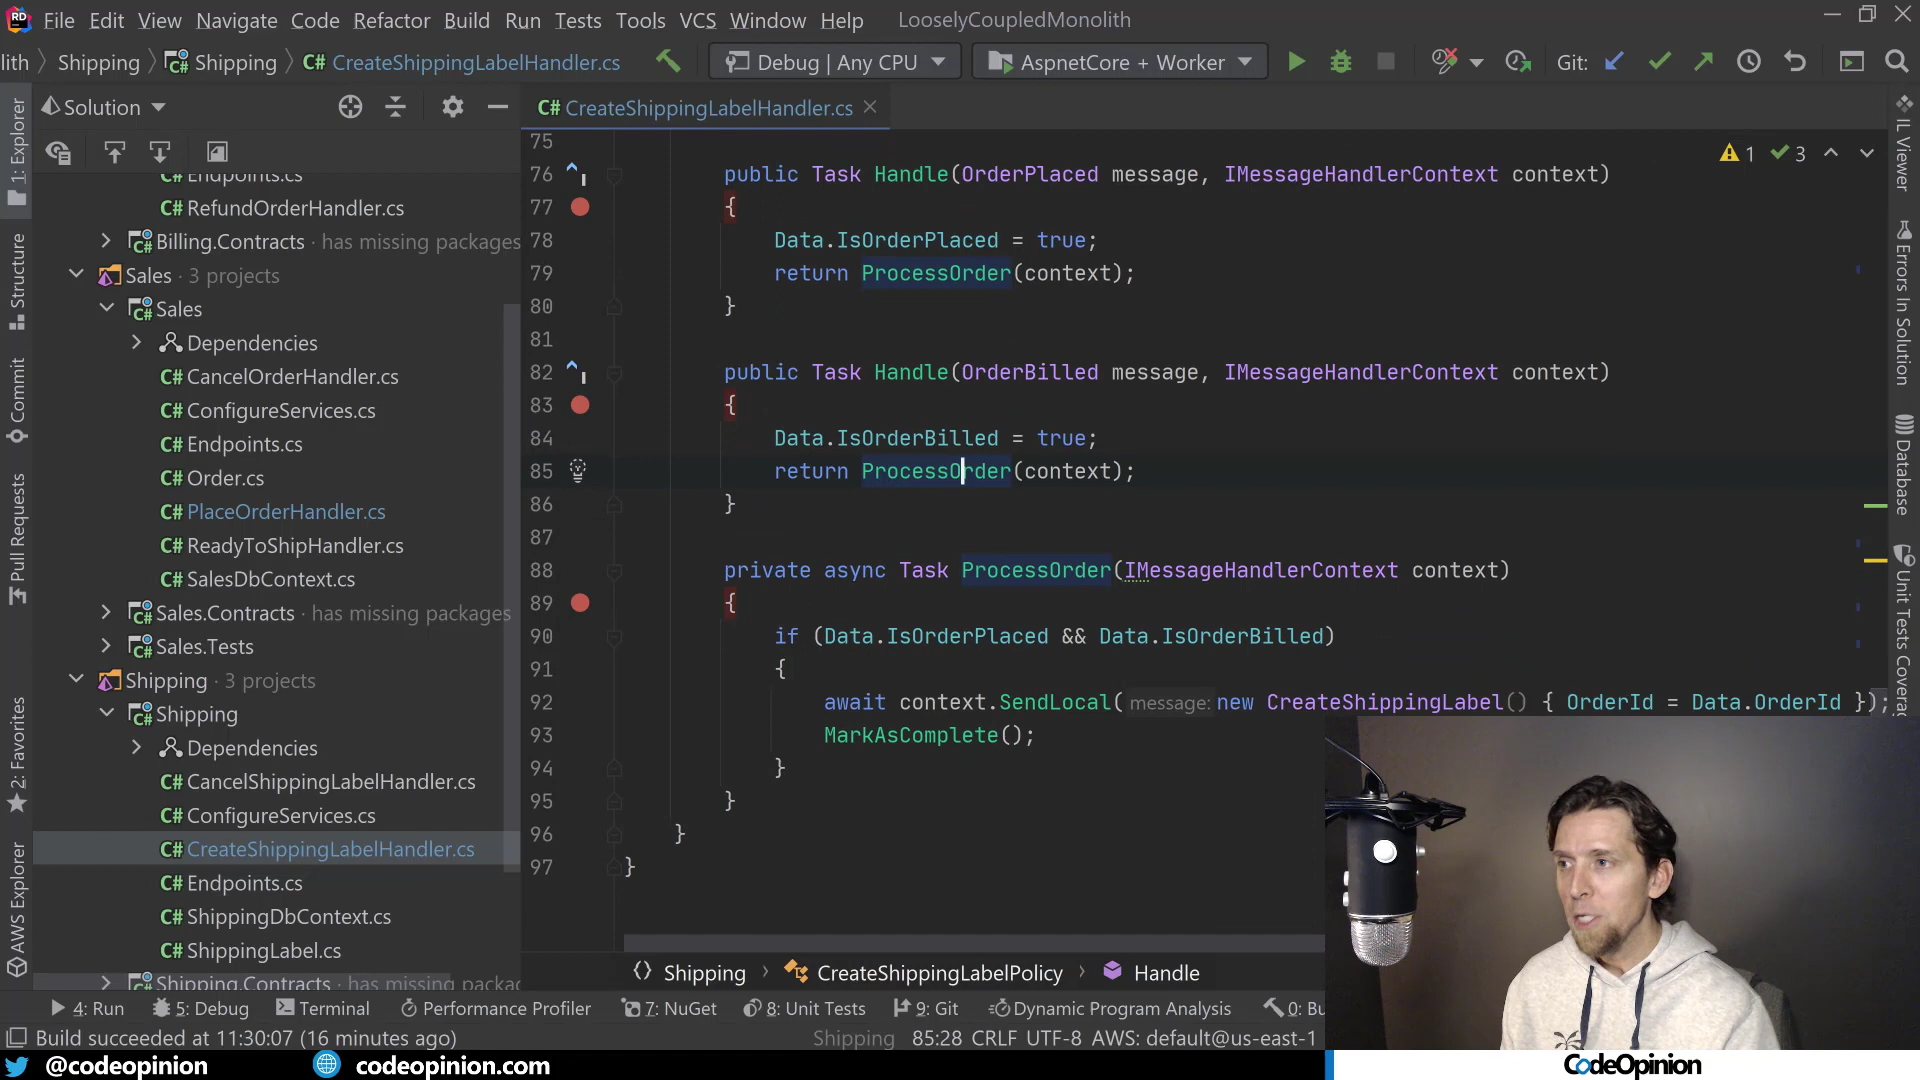 File Edit View Navigate Code Refactor Build Run Tests Tools VCS Window Help LooselyCoupledMonolith
lith Shipping Shipping C# CreateShippingLabelHandler.cs Debug | Any CPU AspnetCore + Worker Git:
Solution
C# CreateShippingLabelHandler.cs
1: Explorer
Structure
Commit
Pull Requests
2: Favorites
AWS Explorer
Endpoints.cs
C# RefundOrderHandler.cs
Billing.Contracts · has missing packages
Sales · 3 projects
Sales
Dependencies
C# CancelOrderHandler.cs
C# ConfigureServices.cs
C# Endpoints.cs
C# Order.cs
C# PlaceOrderHandler.cs
C# ReadyToShipHandler.cs
C# SalesDbContext.cs
Sales.Contracts · has missing packages
Sales.Tests
Shipping · 3 projects
Shipping
Dependencies
C# CancelShippingLabelHandler.cs
C# ConfigureServices.cs
C# CreateShippingLabelHandler.cs
C# Endpoints.cs
C# ShippingDbContext.cs
C# ShippingLabel.cs
Shipping.Contracts · has missing packag
1 3
75
76 public Task Handle(OrderPlaced message, IMessageHandlerContext context)
77 {
78 Data.IsOrderPlaced = true;
79 return ProcessOrder(context);
80 }
81
82 public Task Handle(OrderBilled message, IMessageHandlerContext context)
83 {
84 Data.IsOrderBilled = true;
85 return ProcessOrder(context);
86 }
87
88 private async Task ProcessOrder(IMessageHandlerContext context)
89 {
90 if (Data.IsOrderPlaced && Data.IsOrderBilled)
91 {
92 await context.SendLocal( message: new CreateShippingLabel() { OrderId = Data.OrderId });
93 MarkAsComplete();
94 }
95 }
96 }
97 }
IL Viewer
Errors In Solution
Database
Unit Tests Coverag
Shipping CreateShippingLabelPolicy Handle
4: Run 5: Debug Terminal Performance Profiler 7: NuGet 8: Unit Tests 9: Git Dynamic Program Analysis 0: Bu
Build succeeded at 11:30:07 (16 minutes ago) Shipping 85:28 CRLF UTF-8 AWS: default@us-east-1
@codeopinion codeopinion.com CodeOpinion